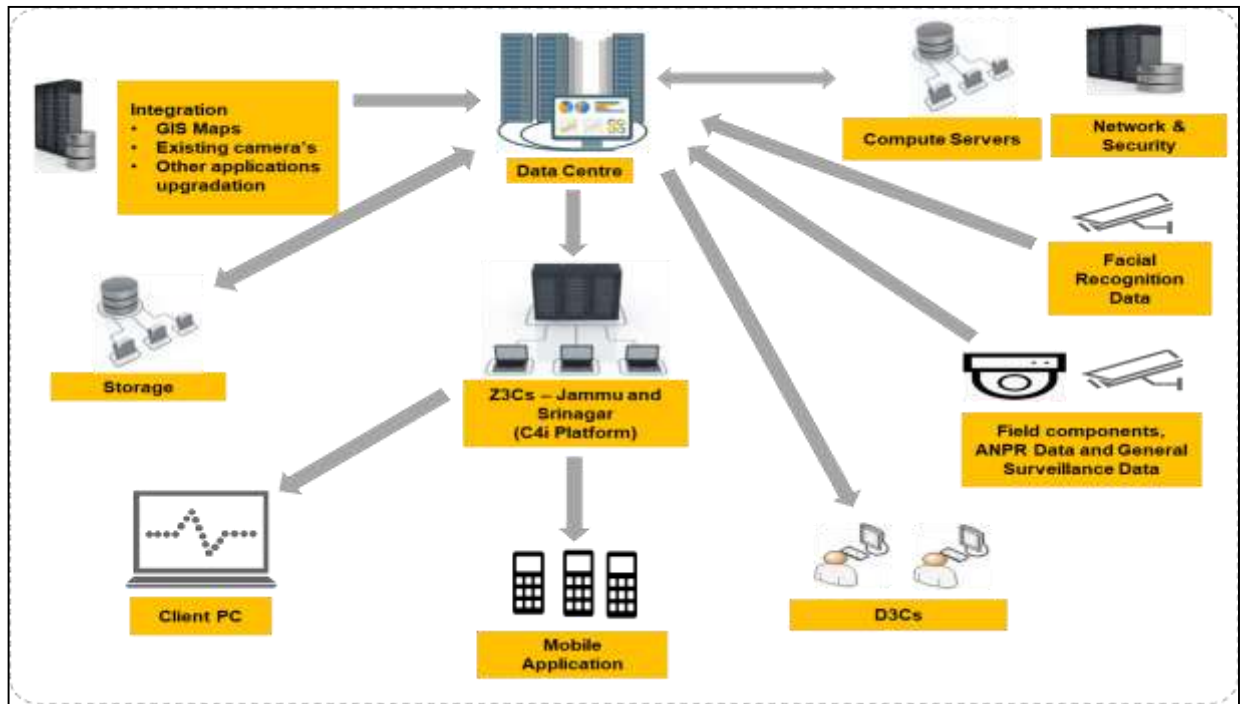 Integration
• GIS Maps
• Existing camera's
• Other applications
upgradation
Data Centre
Compute Servers
Network &
Security
Facial
Recognition
Data
Storage
Z3Cs – Jammu and
Srinagar
(C4i Platform)
Field components,
ANPR Data and General
Surveillance Data
Client PC
Mobile
Application
D3Cs